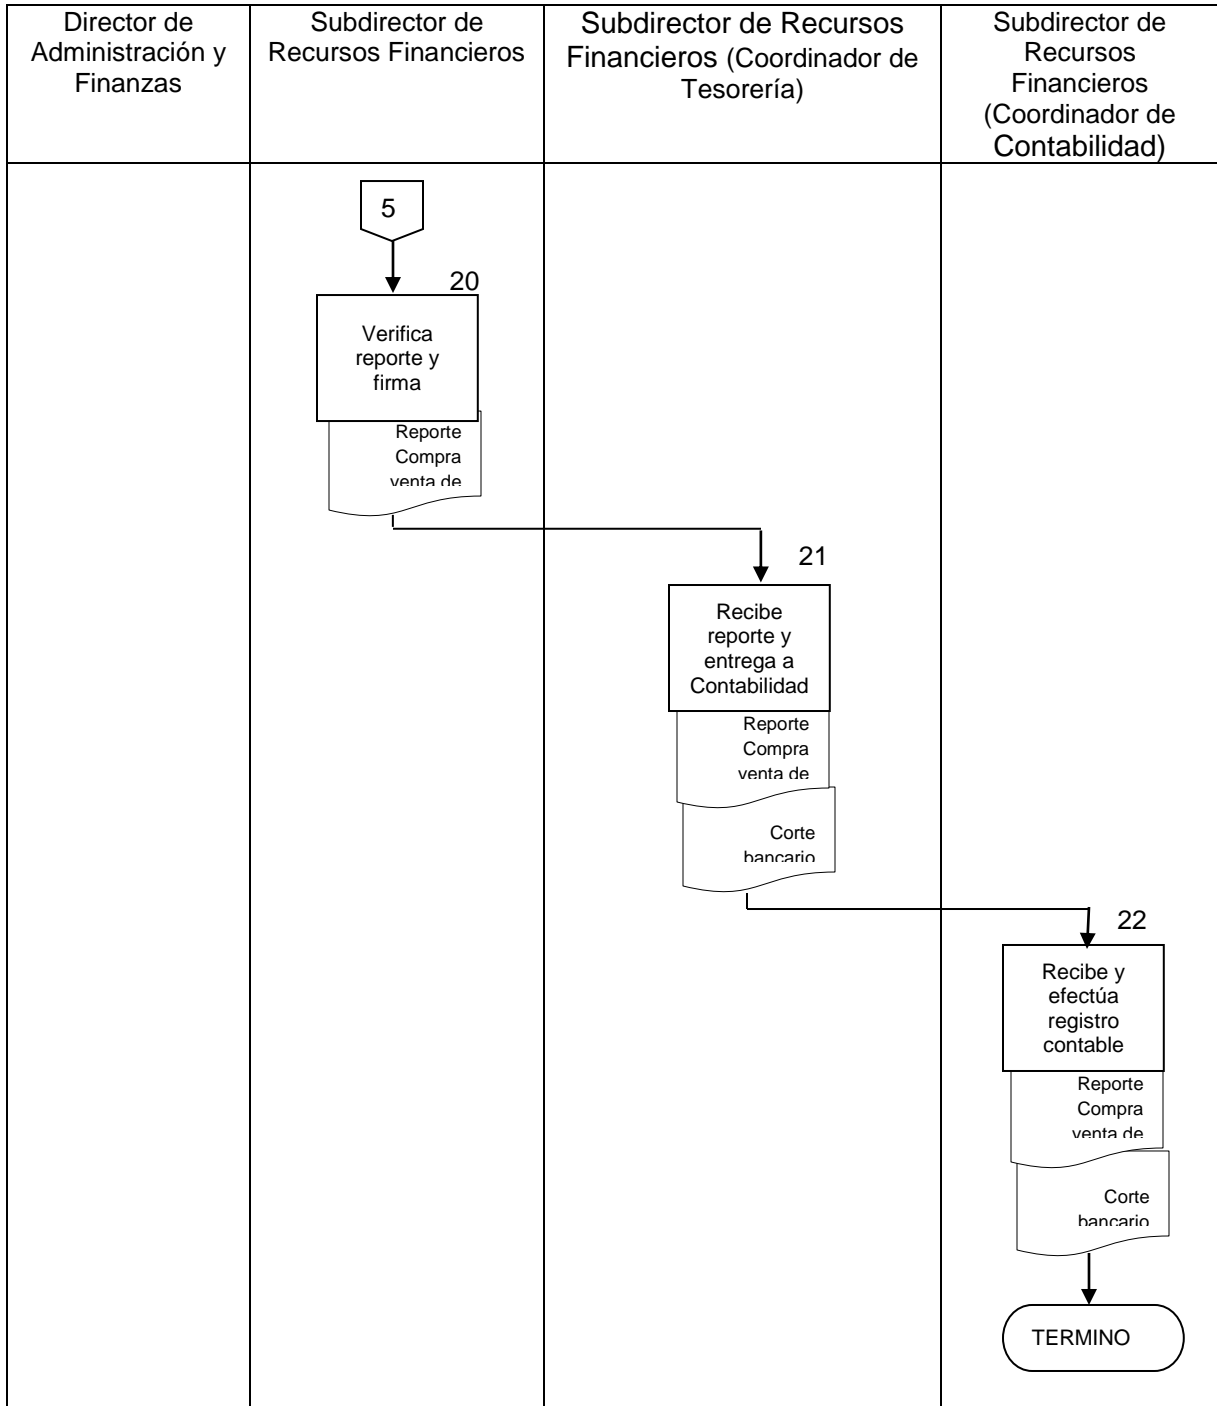 Director de
Administración y
Finanzas
Subdirector de
Recursos Financieros
Subdirector de Recursos
Financieros (Coordinador de
Tesorería)
Subdirector de
Recursos
Financieros
(Coordinador de
Contabilidad)
5
20
Verifica
reporte y
firma
Reporte
Compra
venta de
21
Recibe
reporte y
entrega a
Contabilidad
Reporte
Compra
venta de
Corte
bancario
22
Recibe y
efectúa
registro
contable
Reporte
Compra
venta de
Corte
bancario
TERMINO